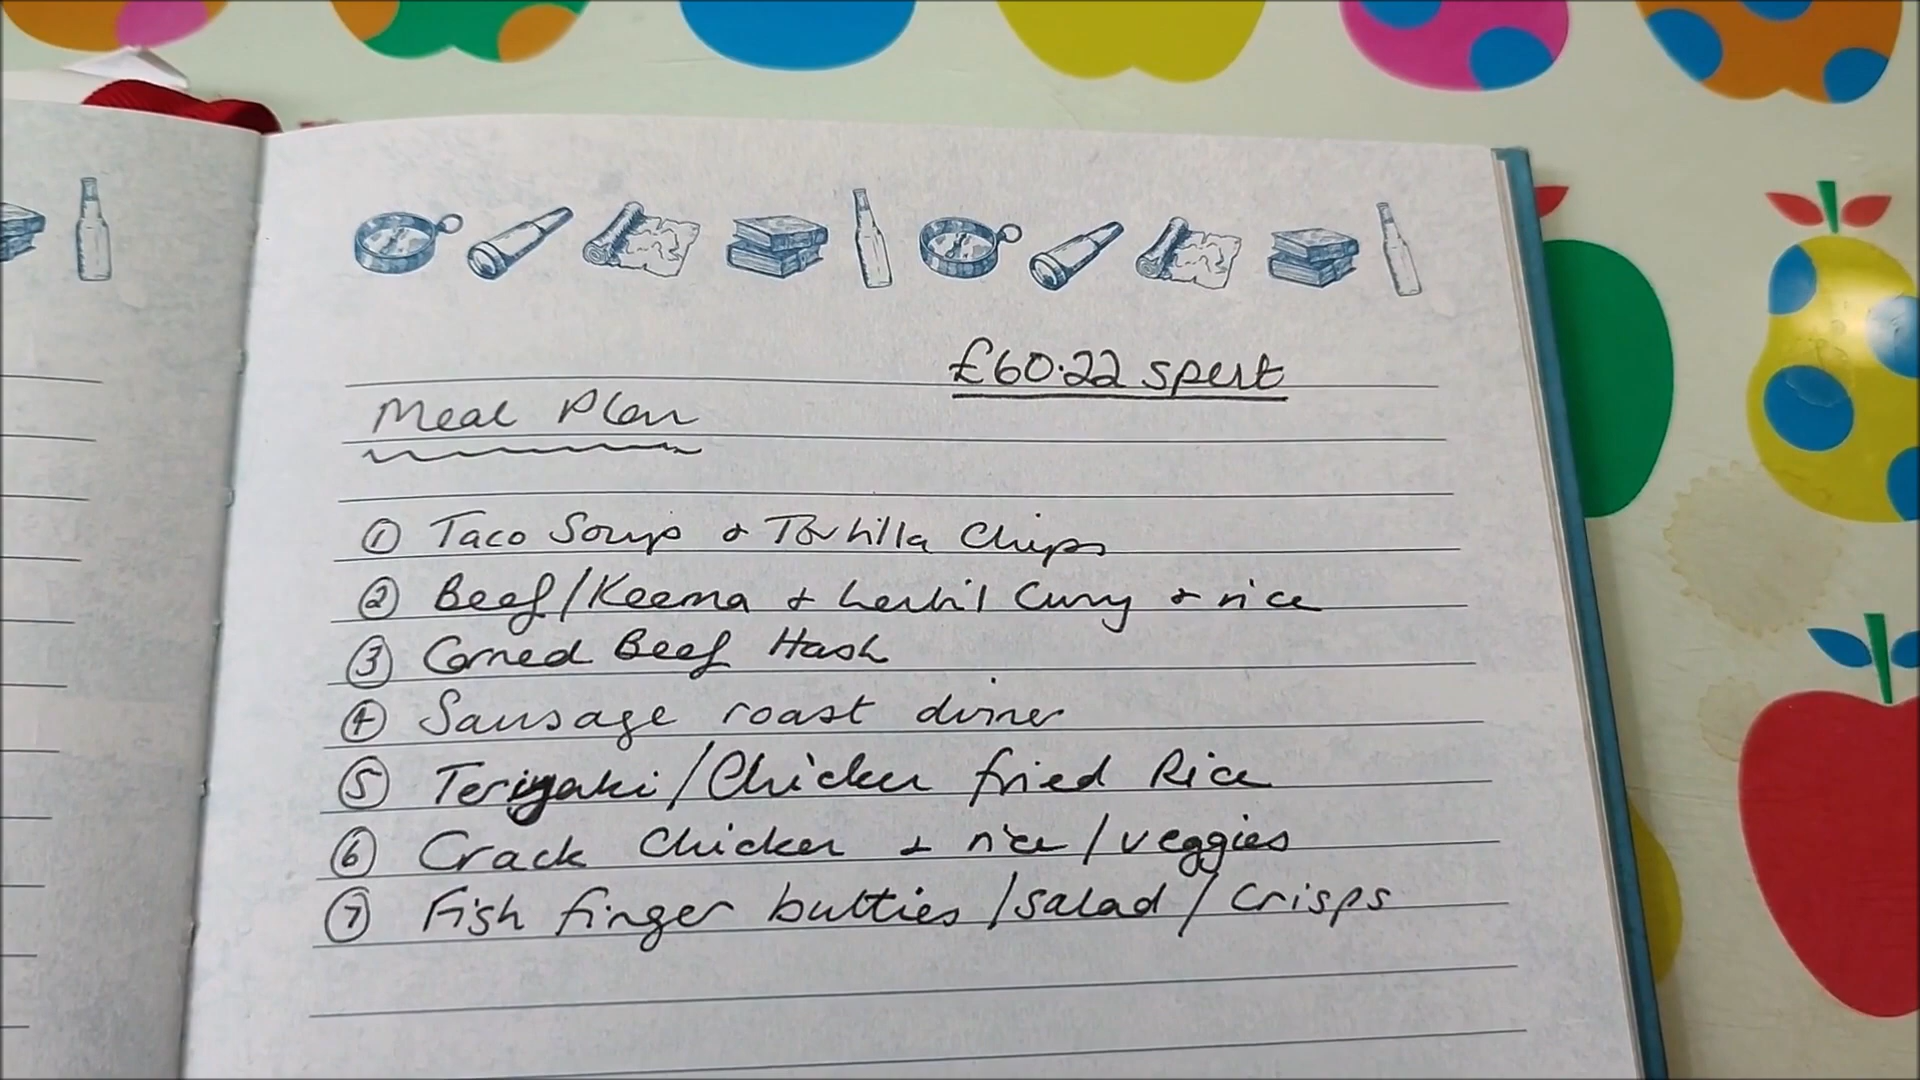 £60.22 spent
Meal Plan
① Taco Soup & Tortilla Chips
② Beef/Keema & Lentil Curry & rice
③ Corned Beef Hash
④ Sausage roast dinner
⑤ Teriyaki/Chicken fried Rice
⑥ Crack Chicken & rice/veggies
⑦ Fish finger butties/salad/crisps